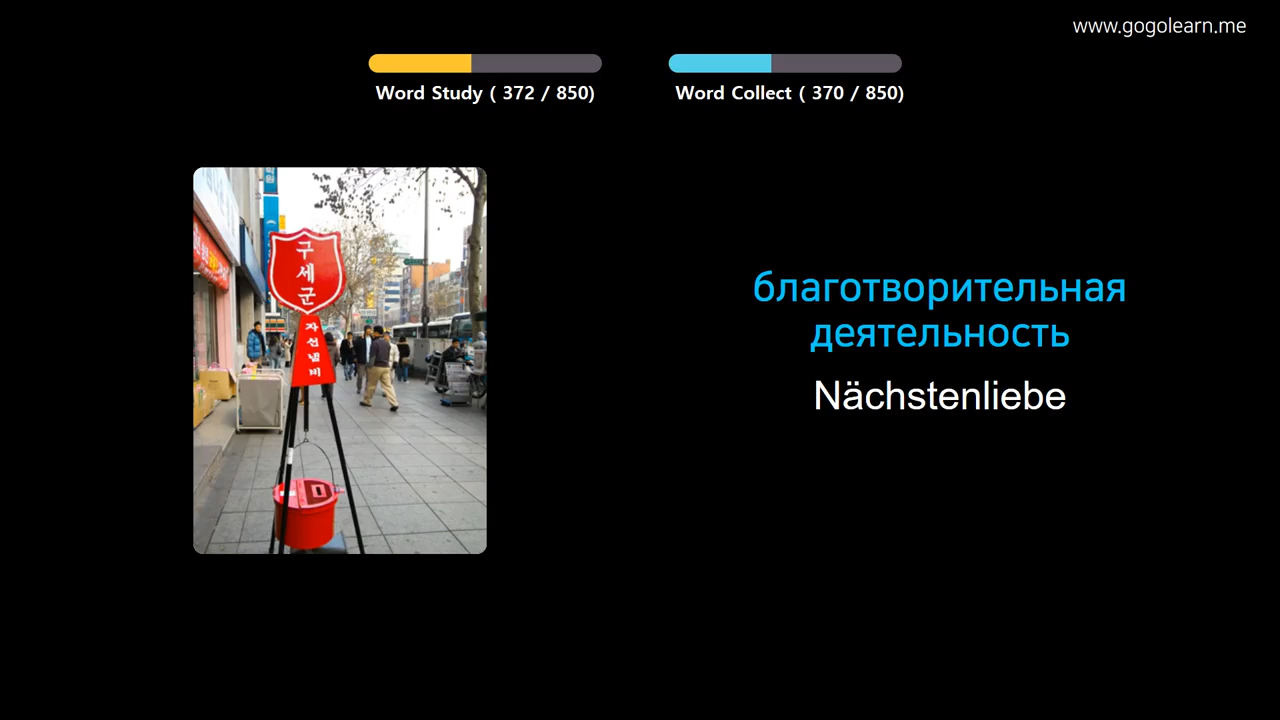 www.gogolearn.me
Word Study ( 372 / 850)
Word Collect ( 370 / 850)
구세군
자선냄비
благотворительная
деятельность
Nächstenliebe